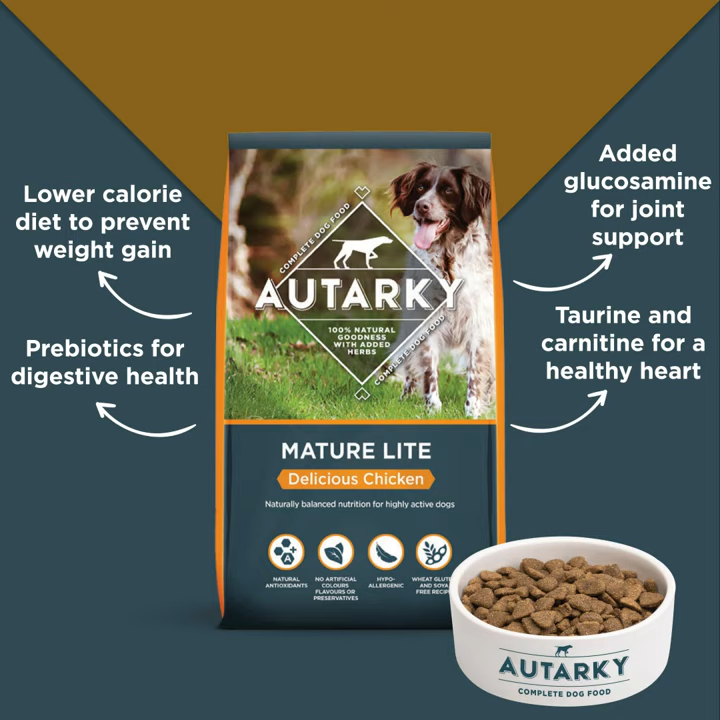 Lower calorie
diet to prevent
weight gain
Prebiotics for
digestive health
Added
glucosamine
for joint
support
Taurine and
carnitine for a
healthy heart
COMPLETE DOG FOOD
AUTARKY
100% NATURAL
GOODNESS
WITH ADDED
HERBS
COMPLETE DOG FOOD
MATURE LITE
Delicious Chicken
Naturally balanced nutrition for highly active dogs
A
NATURAL
ANTIOXIDANTS
NO ARTIFICIAL
COLOURS
FLAVOURS OR
PRESERVATIVES
HYPO-
ALLERGENIC
WHEAT
AND SOYA
FREE
AUTARKY
COMPLETE DOG FOOD